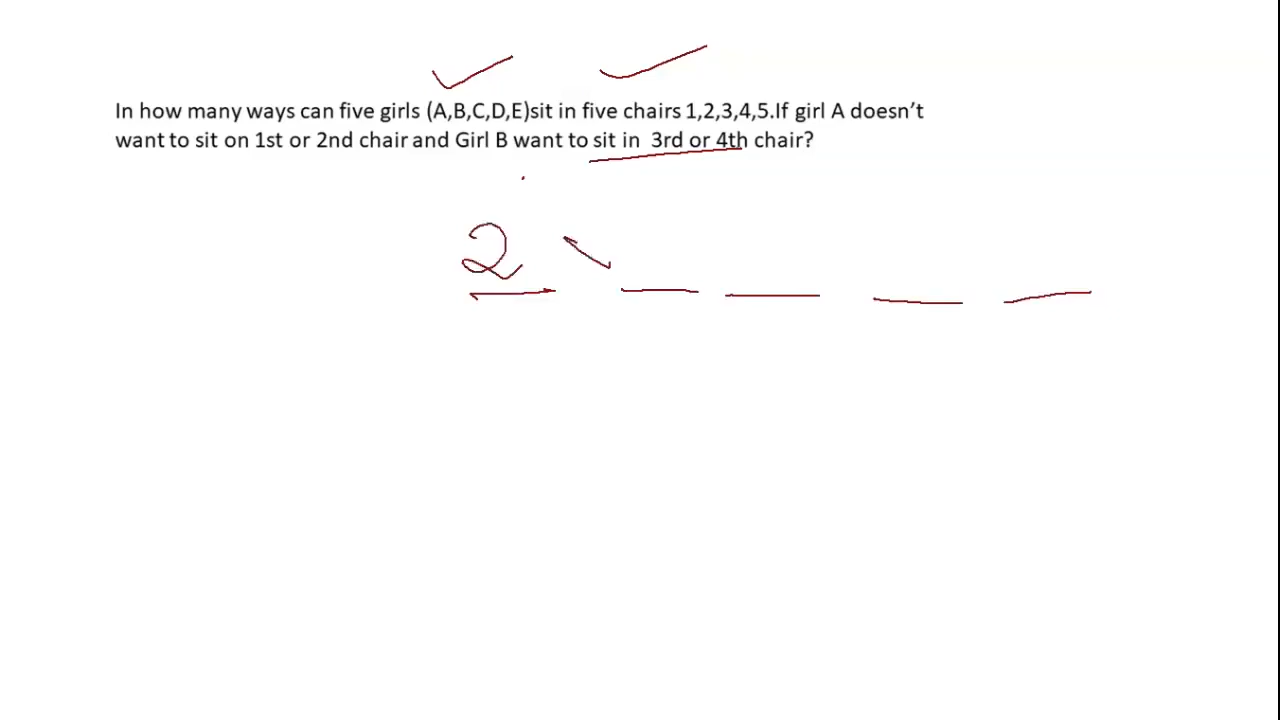 In how many ways can five girls (A,B,C,D,E)sit in five chairs 1,2,3,4,5.If girl A doesn’t
want to sit on 1st or 2nd chair and Girl B want to sit in 3rd or 4th chair?
2